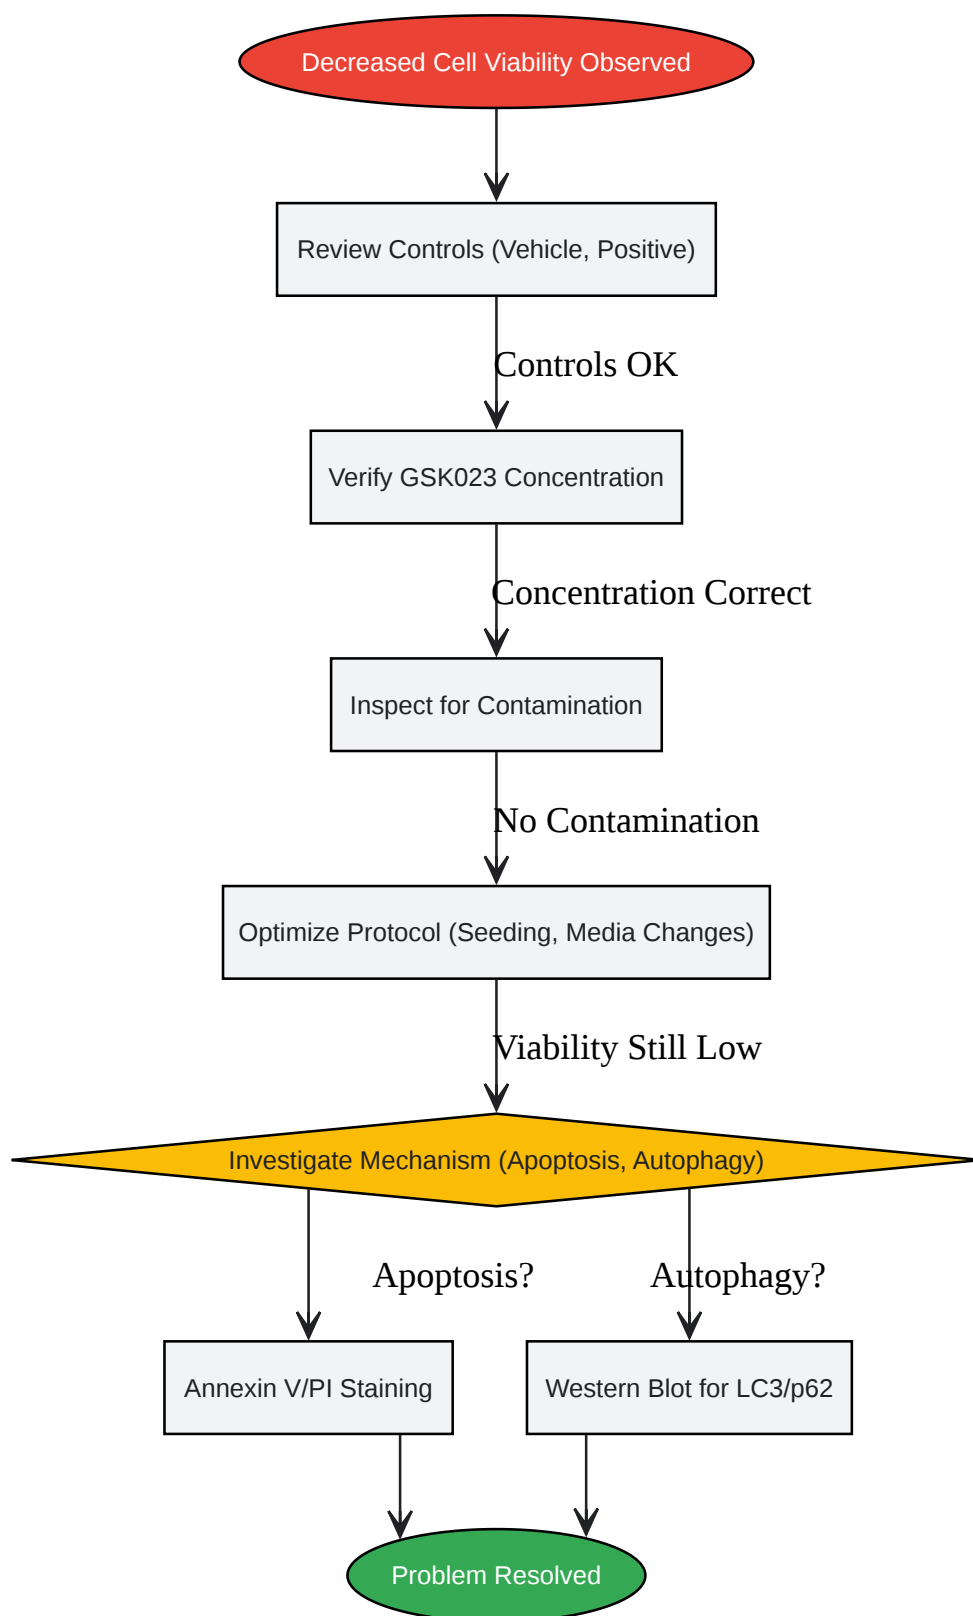 Decreased Cell Viability Observed
Review Controls (Vehicle, Positive)
Controls OK
Verify GSK023 Concentration
Concentration Correct
Inspect for Contamination
No Contamination
Optimize Protocol (Seeding, Media Changes)
Viability Still Low
Investigate Mechanism (Apoptosis, Autophagy)
Apoptosis?
Autophagy?
Annexin V/PI Staining
Western Blot for LC3/p62
Problem Resolved